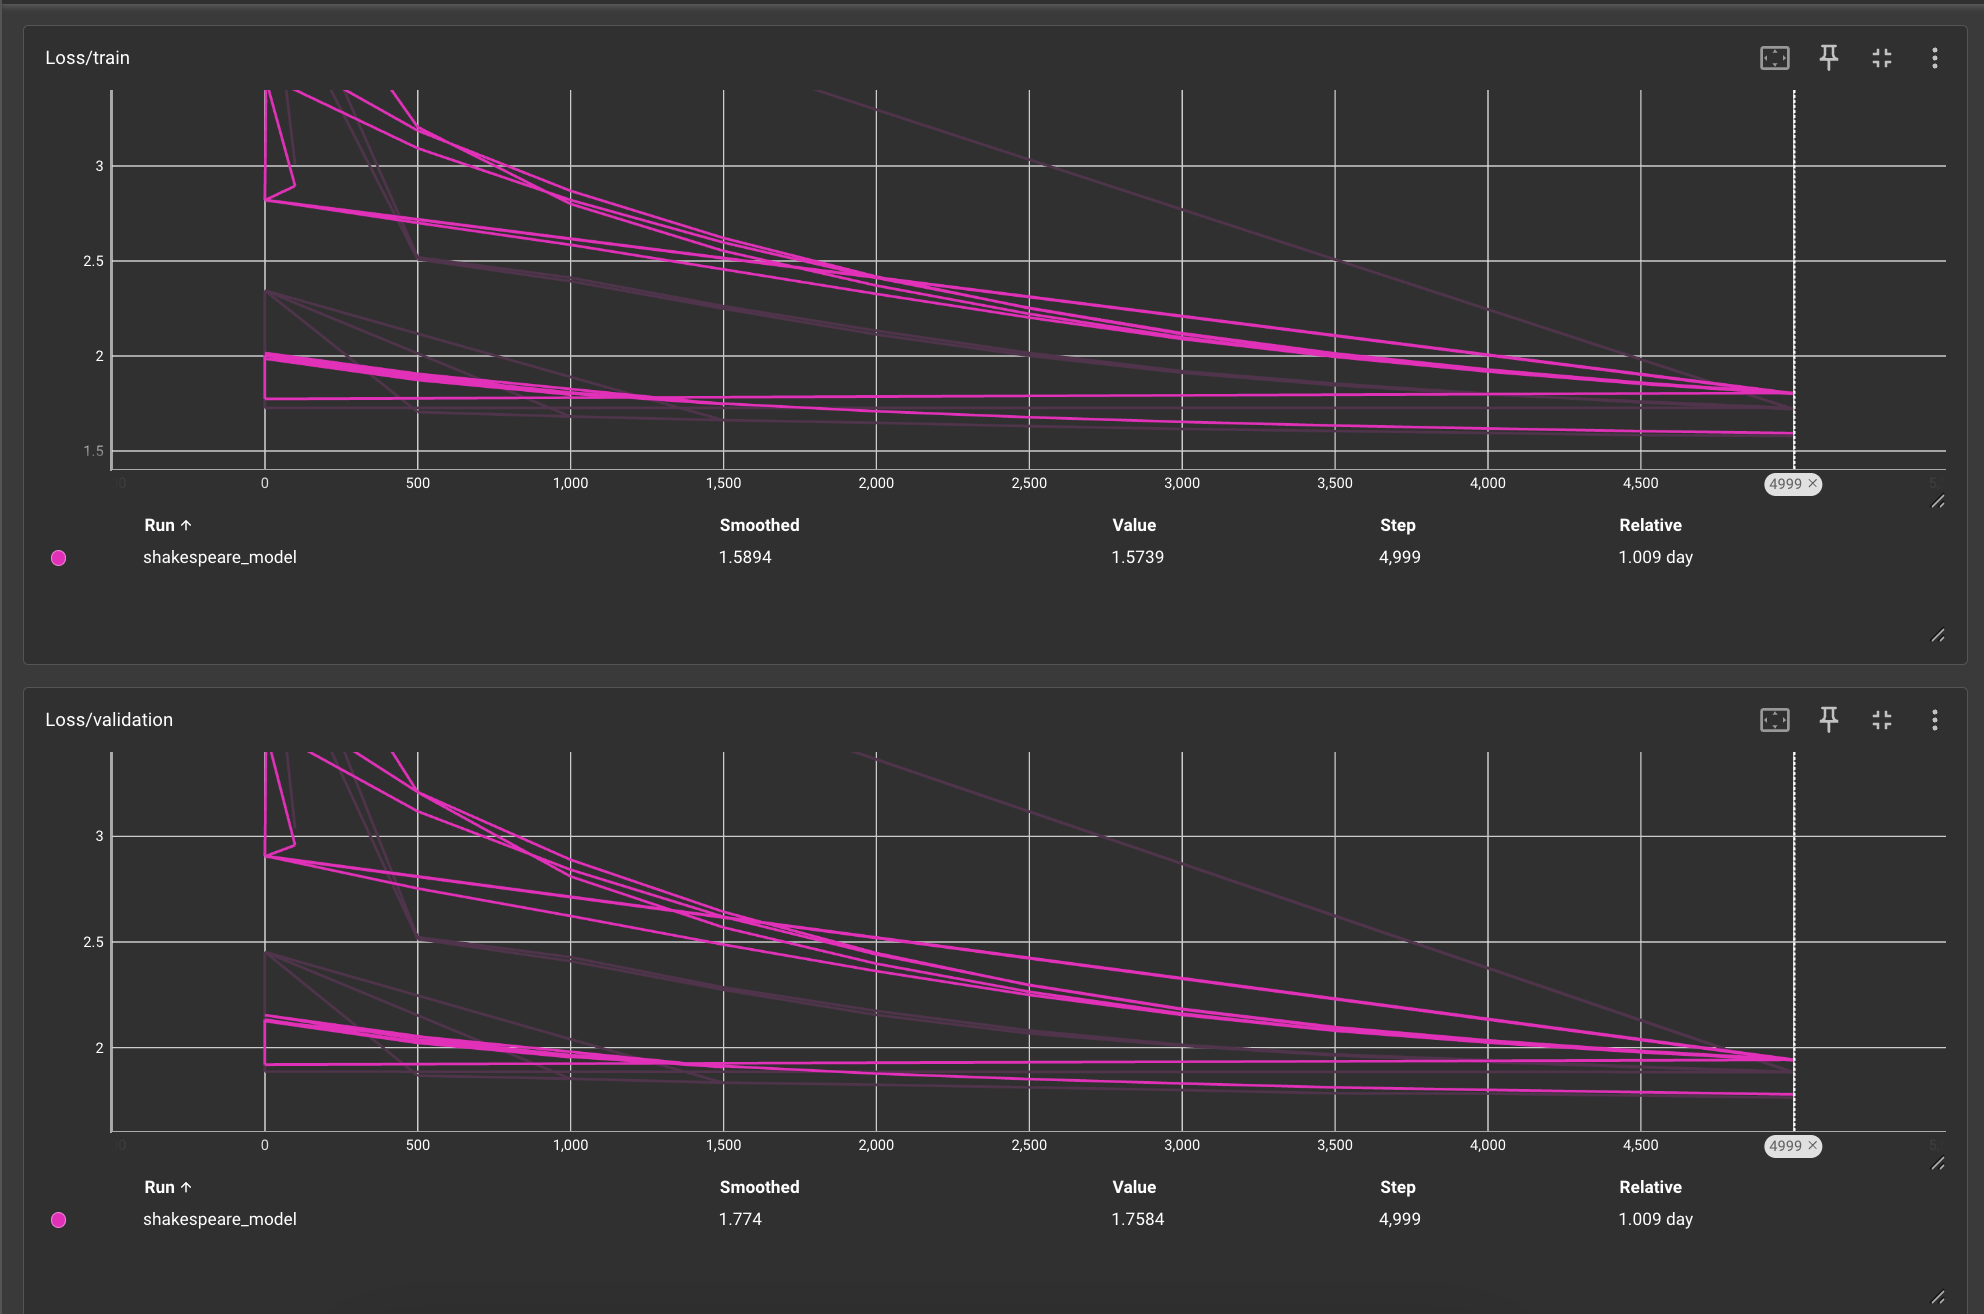 Loss/train
3
2.5
2
1.5
0 500 1,000 1,500 2,000 2,500 3,000 3,500 4,000 4,500 4999 ×
Run ↑ Smoothed Value Step Relative
shakespeare_model 1.5894 1.5739 4,999 1.009 day
Loss/validation
3
2.5
2
0 500 1,000 1,500 2,000 2,500 3,000 3,500 4,000 4,500 4999 ×
Run ↑ Smoothed Value Step Relative
shakespeare_model 1.774 1.7584 4,999 1.009 day